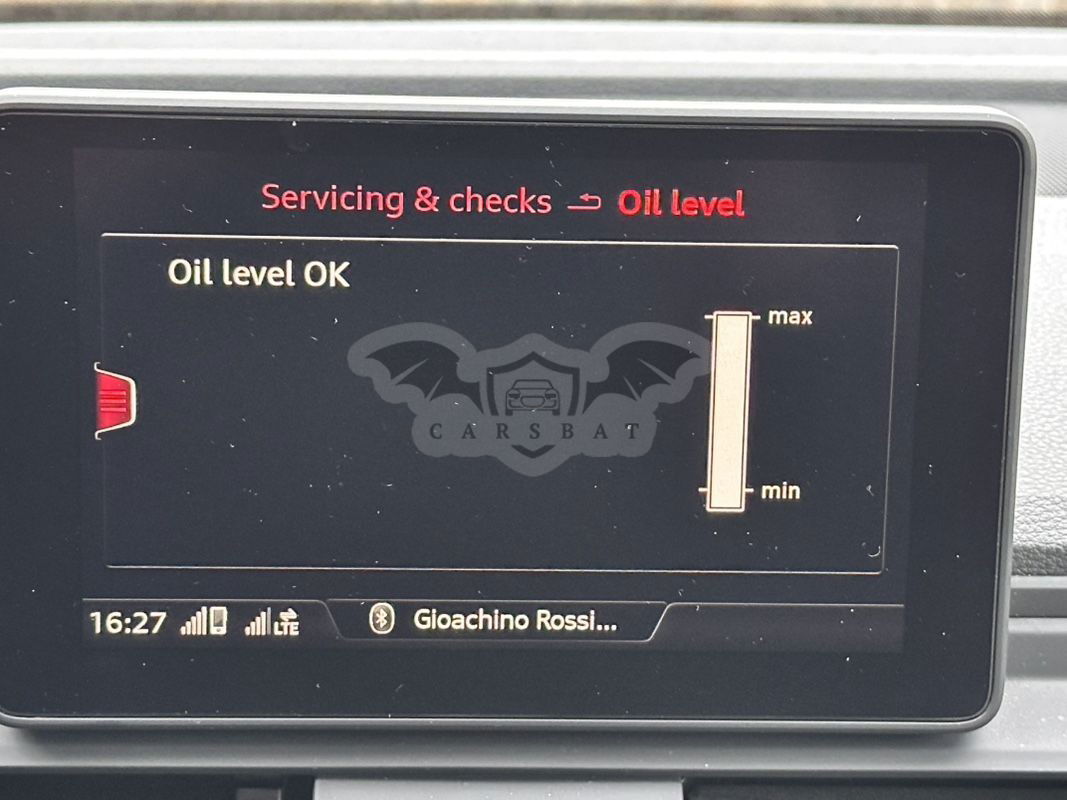 Servicing & checks Oil level
Oil level OK
max
CARSBAT
min
16:27 LTE Gioachino Rossi...